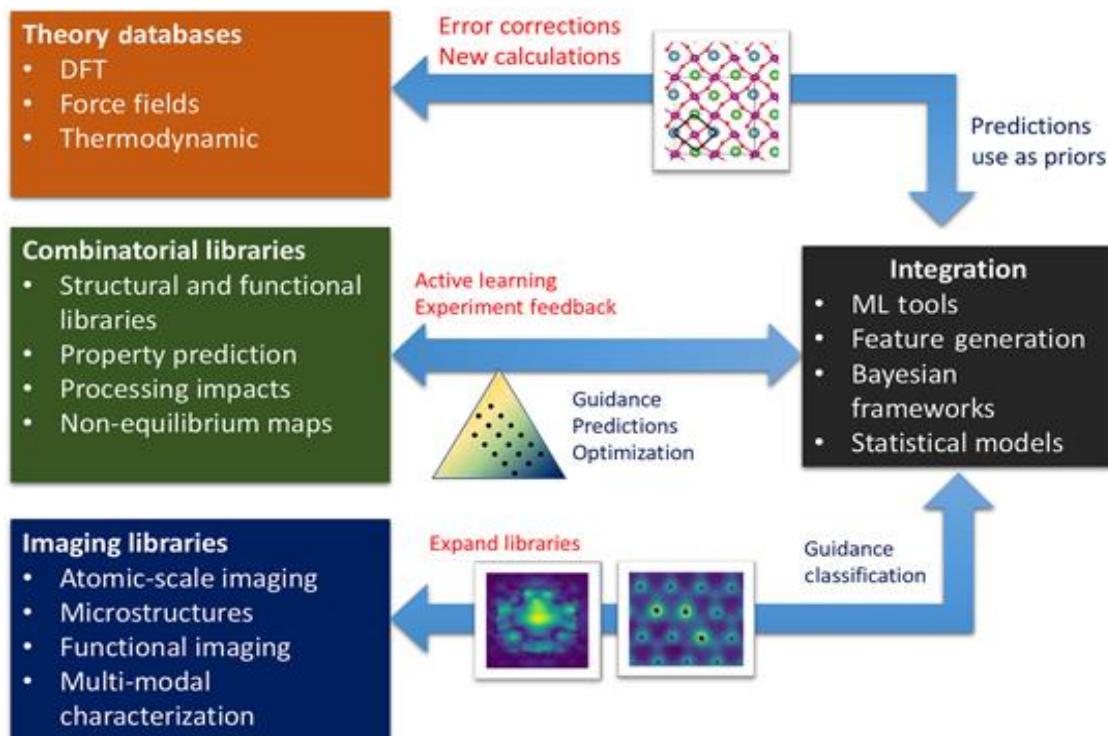 Theory databases
• DFT
• Force fields
• Thermodynamic
Error corrections
New calculations
Predictions
use as priors
Combinatorial libraries
• Structural and functional
libraries
• Property prediction
• Processing impacts
• Non-equilibrium maps
Active learning
Experiment feedback
Guidance
Predictions
Optimization
Integration
• ML tools
• Feature generation
• Bayesian
frameworks
• Statistical models
Imaging libraries
• Atomic-scale imaging
• Microstructures
• Functional imaging
• Multi-modal
characterization
Expand libraries
Guidance
classification